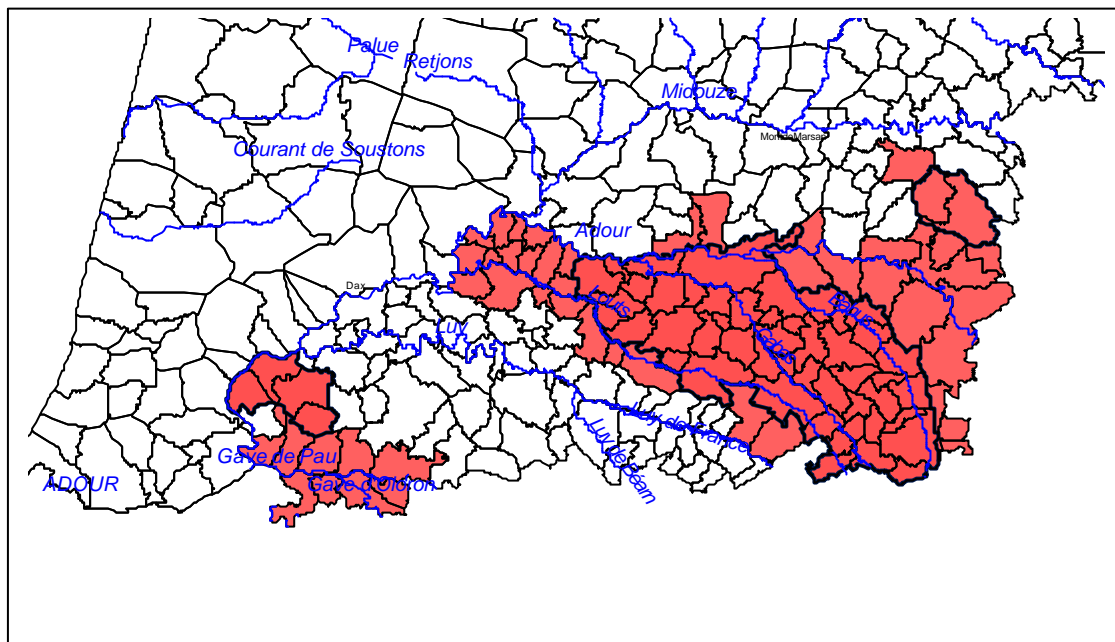 Palue
Retjons
Midouze
Mont de Marsan
Courant de Soustons
Adour
Dax
Louts
Bahus
Gabas
Luy
Luy de France
Luy de Béarn
Gave de Pau
ADOUR
Gave d'Oloron